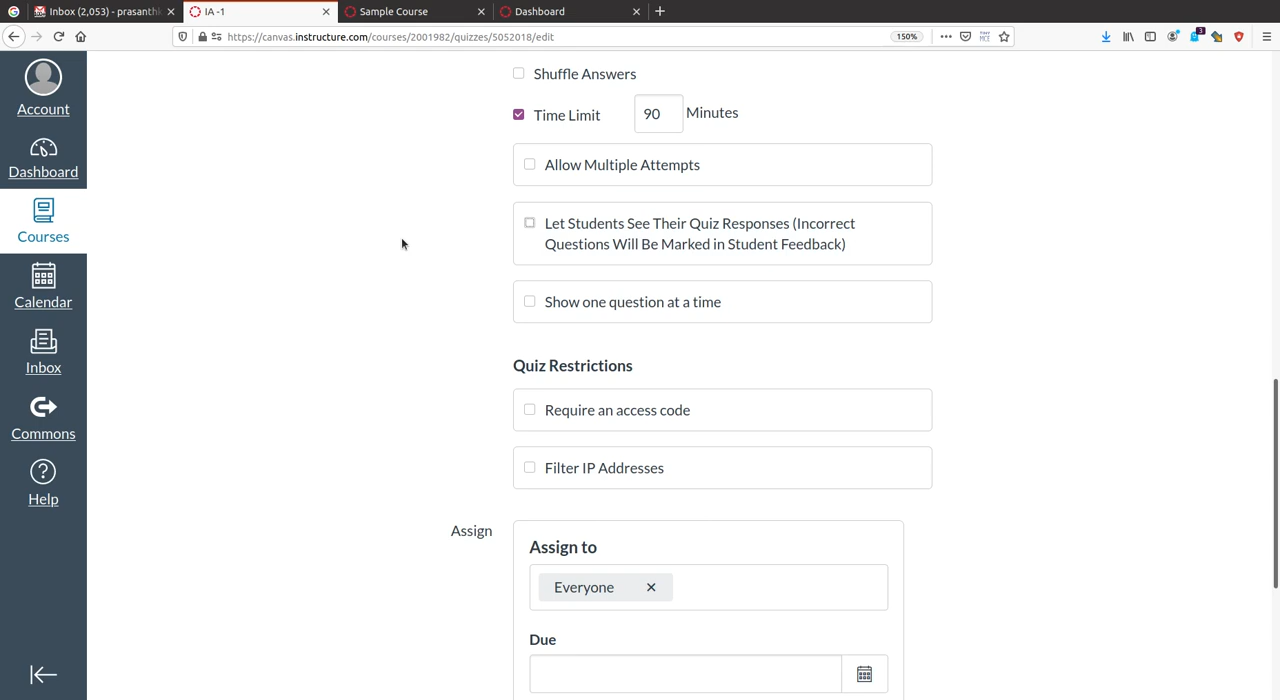 Inbox (2,053) - prasanthk
IA -1
Sample Course
Dashboard
https://canvas.instructure.com/courses/2001982/quizzes/5052018/edit
150%
3
Account
Dashboard
Courses
Calendar
Inbox
Commons
Help
Shuffle Answers
Time Limit 90 Minutes
Allow Multiple Attempts
Let Students See Their Quiz Responses (Incorrect
Questions Will Be Marked in Student Feedback)
Show one question at a time
Quiz Restrictions
Require an access code
Filter IP Addresses
Assign
Assign to
Everyone
Due